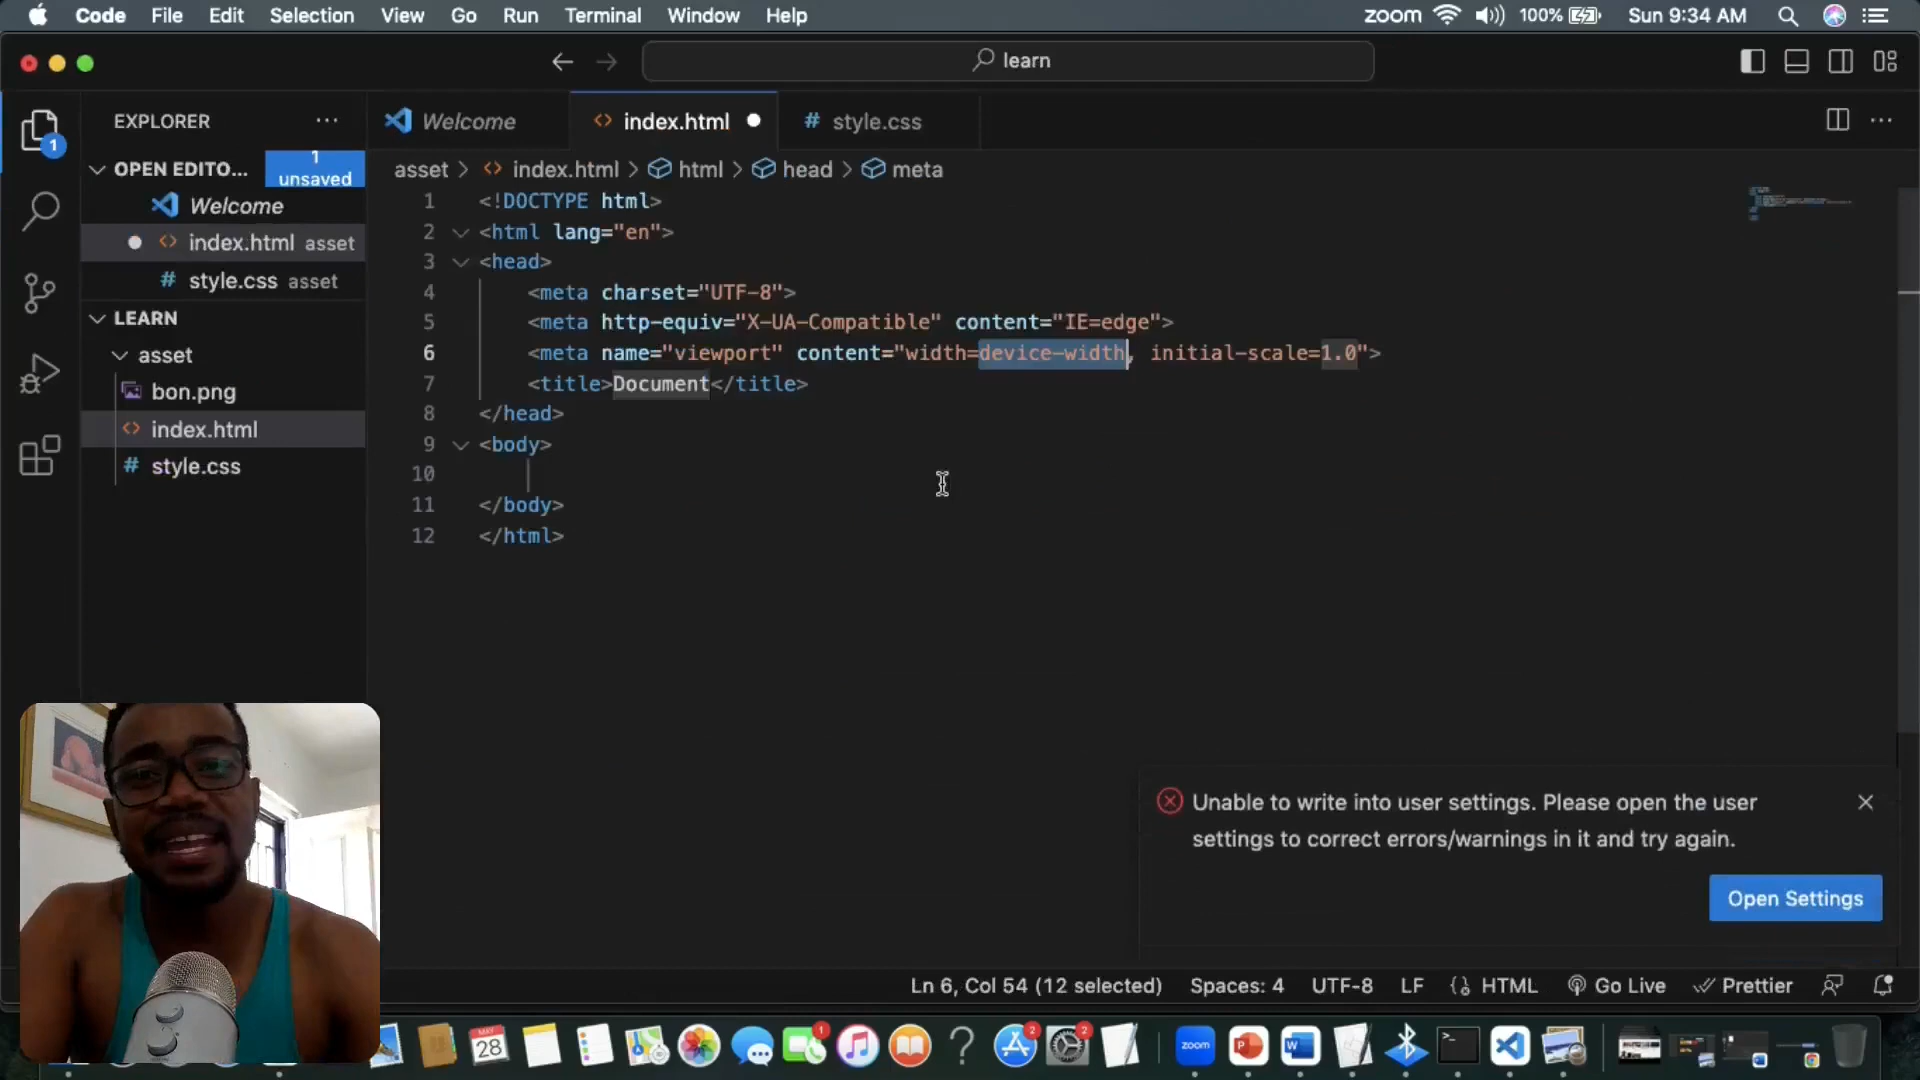 Code File Edit Selection View Go Run Terminal Window Help zoom 100% Sun 9:34 AM
learn
EXPLORER
Welcome
index.html
style.css
OPEN EDITO...
1
unsaved
asset > index.html > html > head > meta
Welcome
index.html asset
style.css asset
LEARN
asset
bon.png
index.html
style.css
1 <!DOCTYPE html>
2 <html lang="en">
3 <head>
4 <meta charset="UTF-8">
5 <meta http-equiv="X-UA-Compatible" content="IE=edge">
6 <meta name="viewport" content="width=device-width, initial-scale=1.0">
7 <title>Document</title>
8 </head>
9 <body>
10
11 </body>
12 </html>
1
Unable to write into user settings. Please open the user
settings to correct errors/warnings in it and try again.
Open Settings
Ln 6, Col 54 (12 selected) Spaces: 4 UTF-8 LF {} HTML Go Live Prettier
MAY
28
1
2
2
zoom
P
W